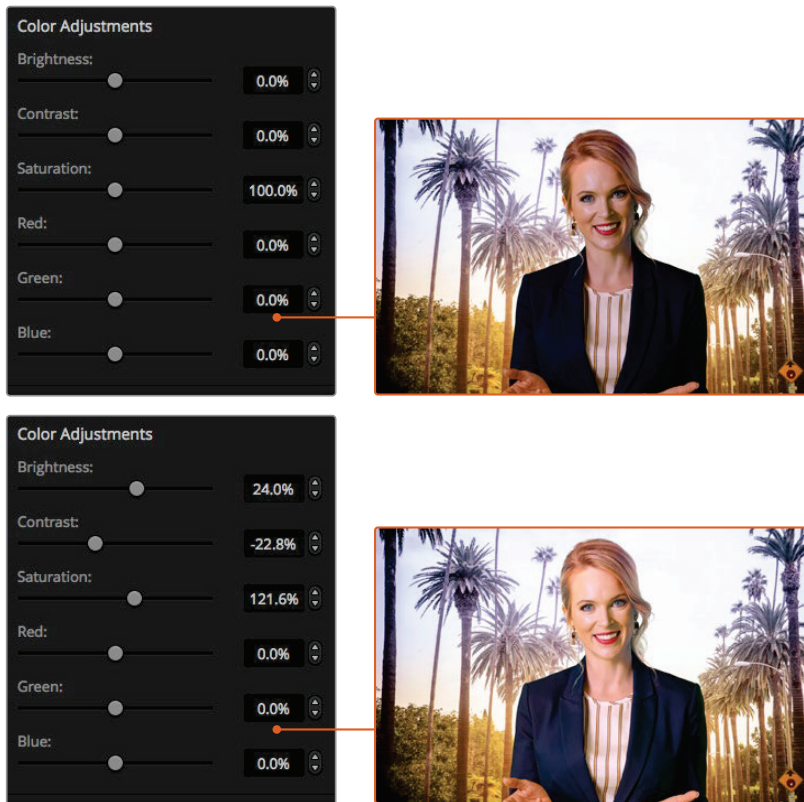 Color Adjustments
Brightness:
0.0%
Contrast:
0.0%
Saturation:
100.0%
Red:
0.0%
Green:
0.0%
Blue:
0.0%
Color Adjustments
Brightness:
24.0%
Contrast:
-22.8%
Saturation:
121.6%
Red:
0.0%
Green:
0.0%
Blue:
0.0%